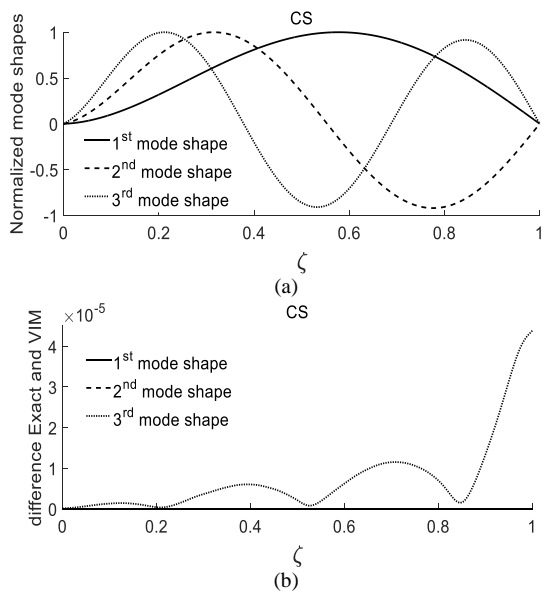 CS
Normalized mode shapes
1
0.5
0
-0.5
-1
1st mode shape
2nd mode shape
3rd mode shape
0 0.2 0.4 0.6 0.8 1
ζ
(a)
CS
×10-5
difference Exact and VIM
4
3
2
1
0
1st mode shape
2nd mode shape
3rd mode shape
0 0.2 0.4 0.6 0.8 1
ζ
(b)